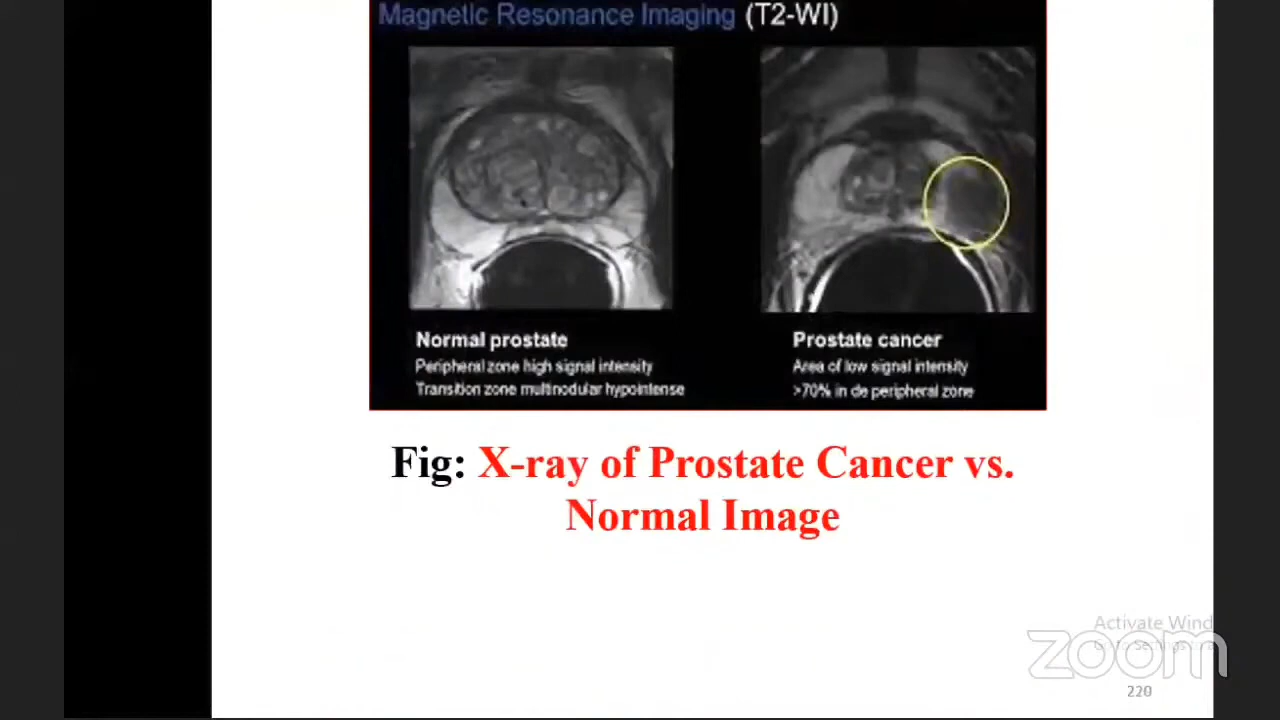 Magnetic Resonance Imaging (T2-WI)
Normal prostate
Peripheral zone high signal intensity
Transition zone multinodular hypointense
Prostate cancer
Area of low signal intensity
>70% in de peripheral zone
Fig: X-ray of Prostate Cancer vs.
Normal Image
Activate Wind
zoom
220